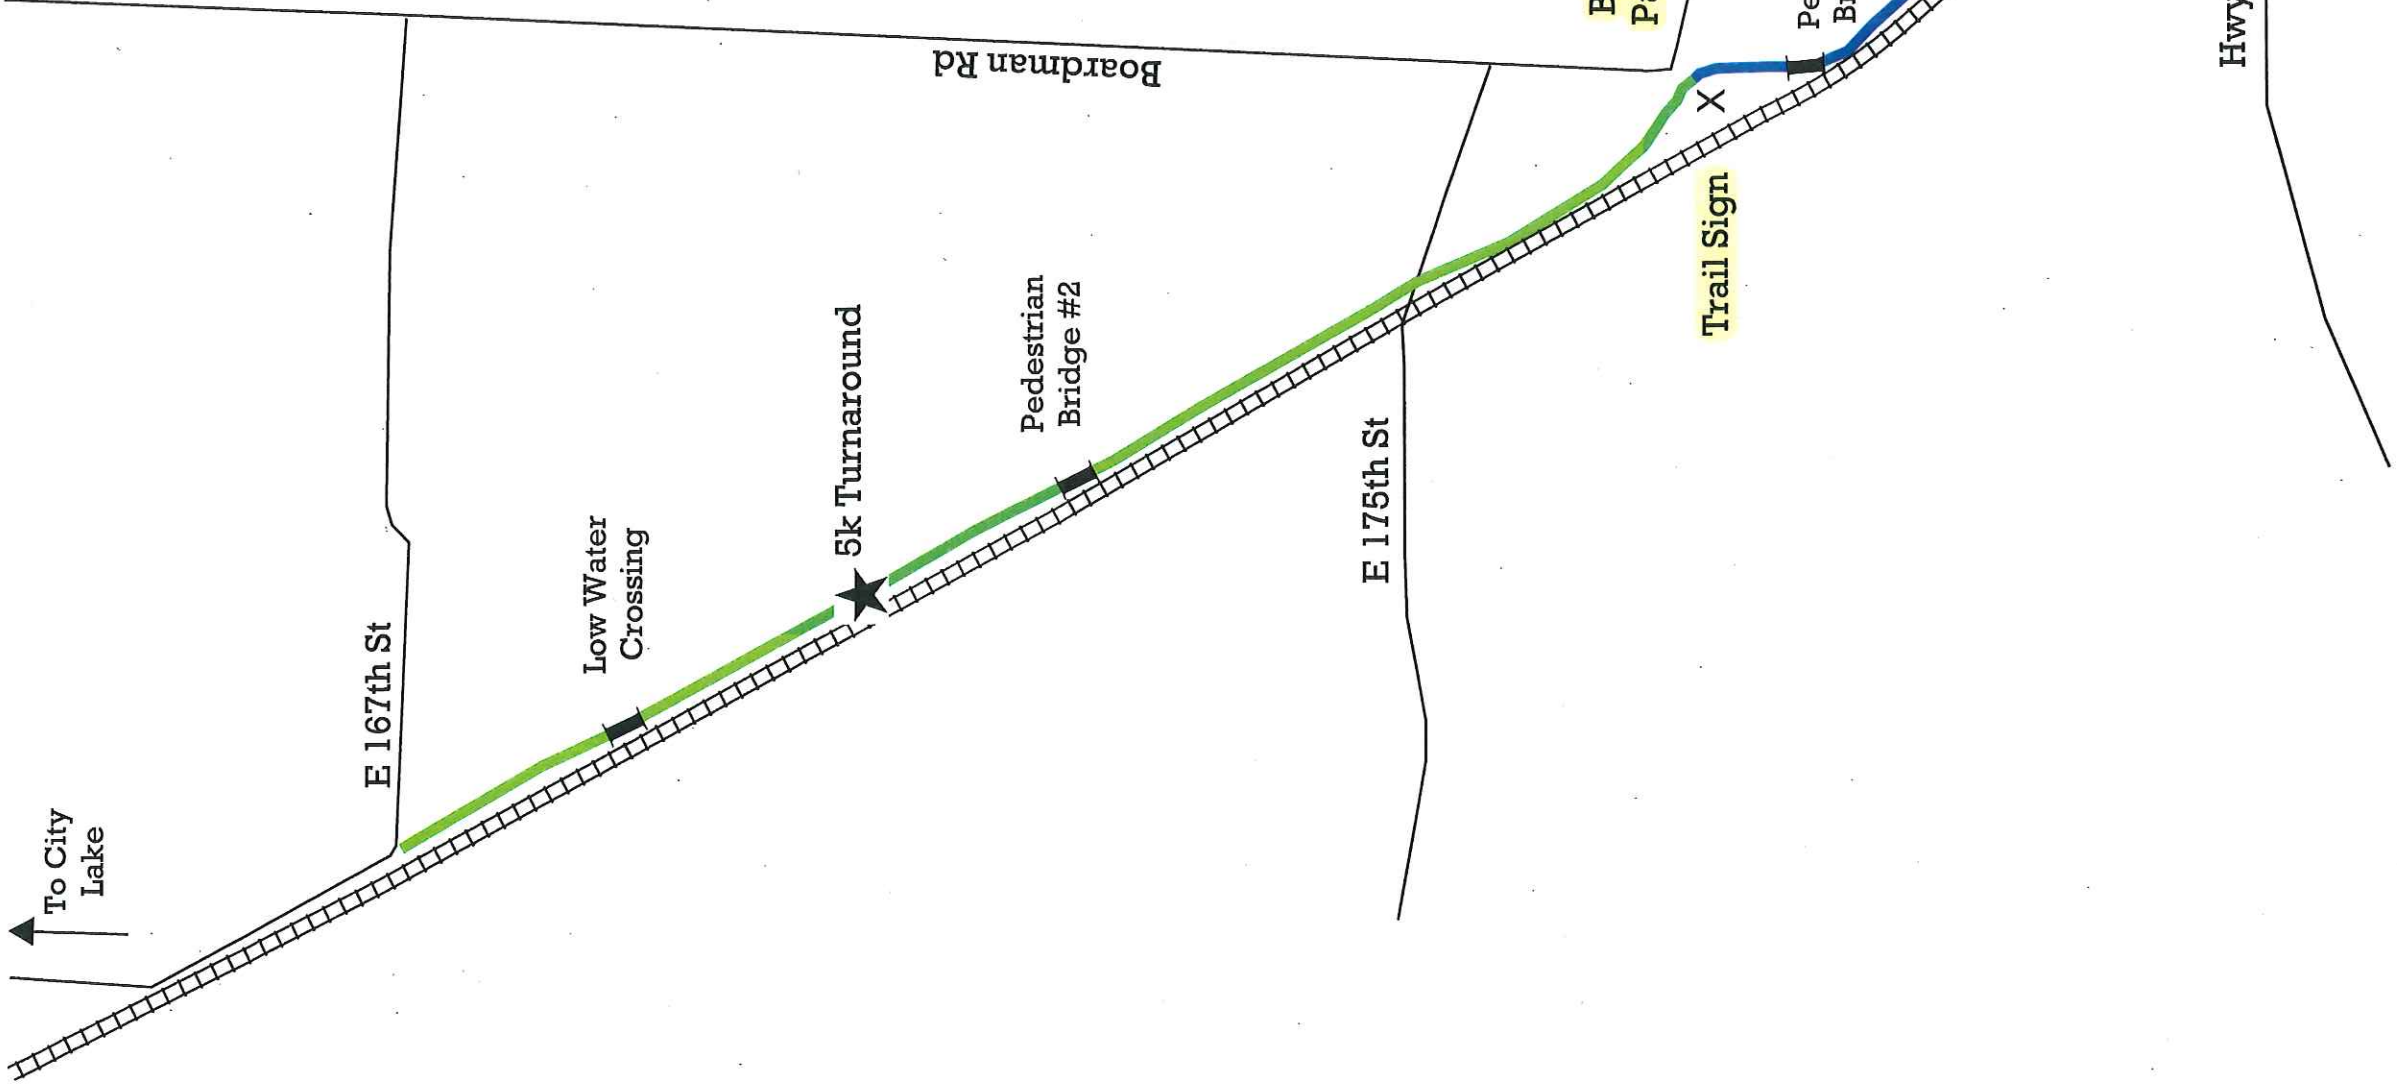 To City
Lake
E 167th St
Low Water
Crossing
5k Turnaround
Pedestrian
Bridge #2
E 175th St
Boardman Rd
Trail Sign
X
Hwy